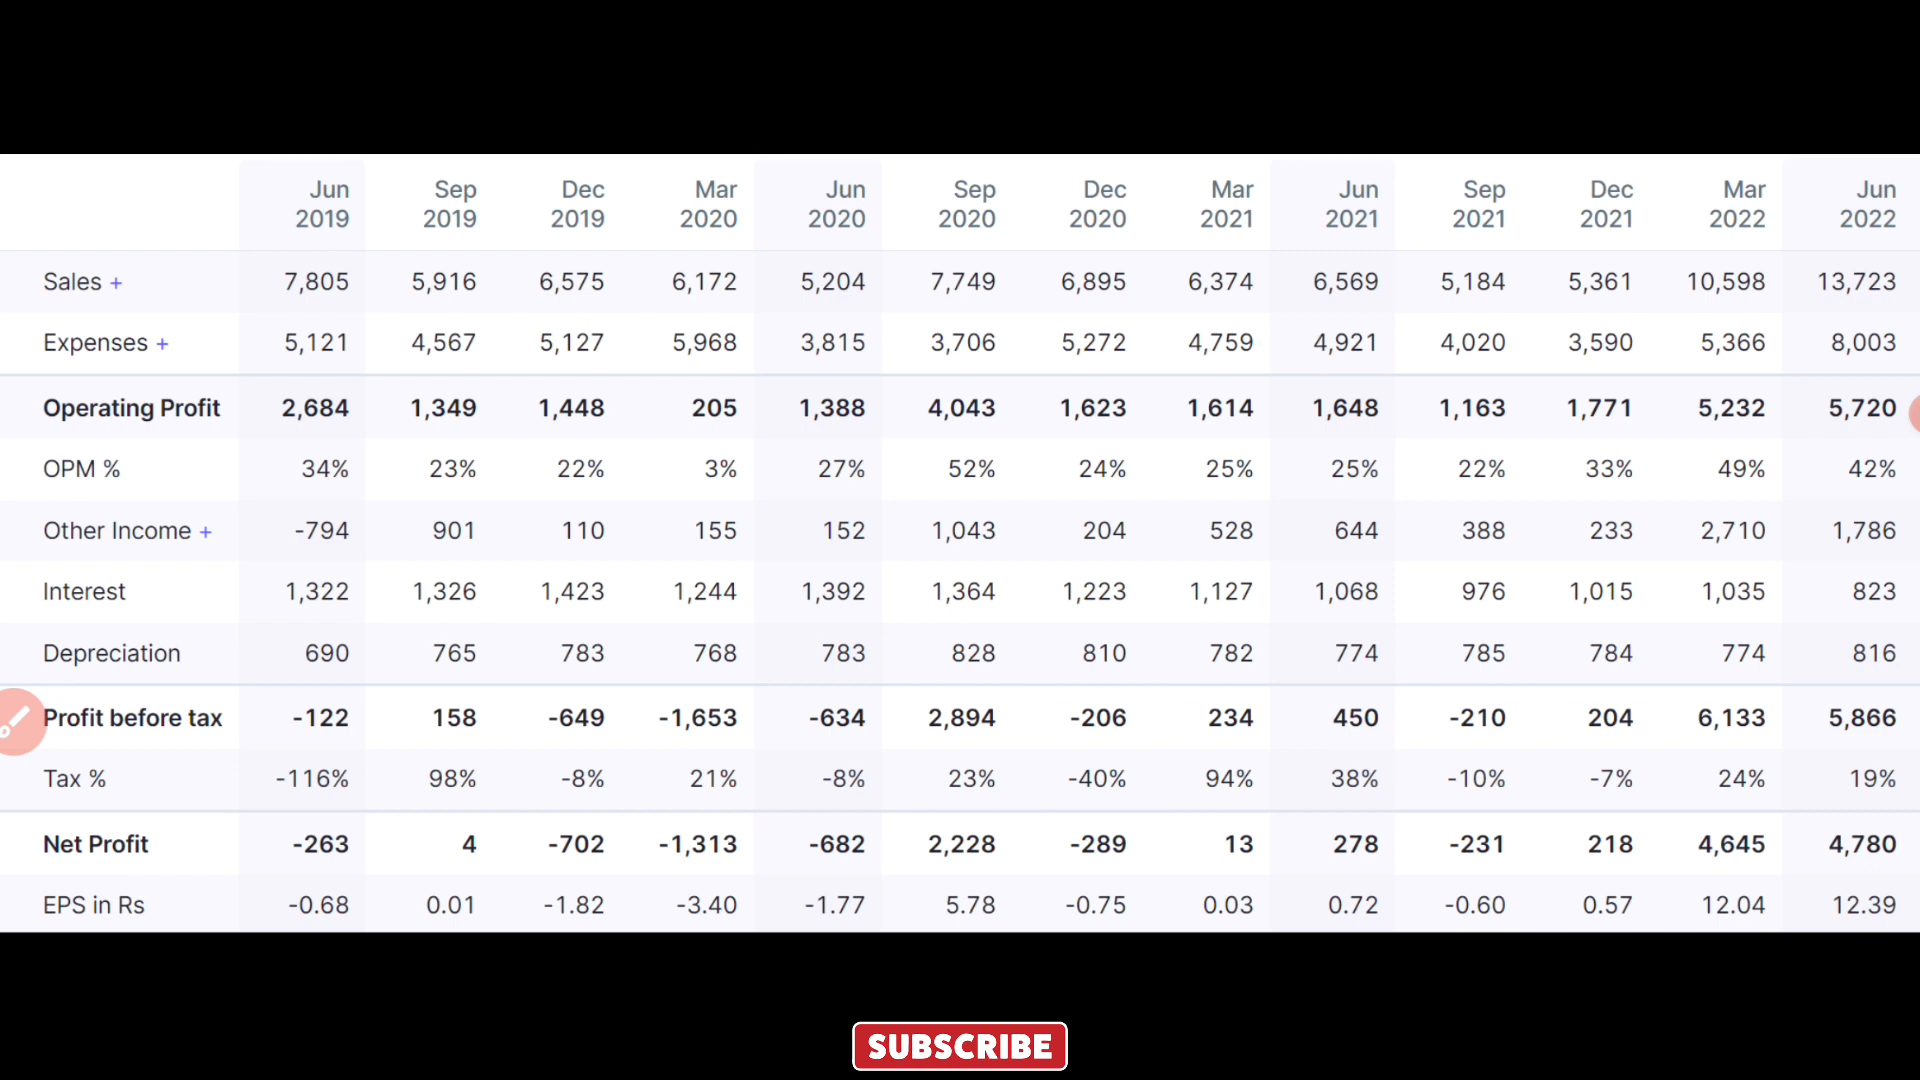 Jun Sep Dec Mar Jun Sep Dec Mar Jun Sep Dec Mar Jun
2019 2019 2019 2020 2020 2020 2020 2021 2021 2021 2021 2022 2022
Sales + 7,805 5,916 6,575 6,172 5,204 7,749 6,895 6,374 6,569 5,184 5,361 10,598 13,723
Expenses + 5,121 4,567 5,127 5,968 3,815 3,706 5,272 4,759 4,921 4,020 3,590 5,366 8,003
Operating Profit 2,684 1,349 1,448 205 1,388 4,043 1,623 1,614 1,648 1,163 1,771 5,232 5,720
OPM % 34% 23% 22% 3% 27% 52% 24% 25% 25% 22% 33% 49% 42%
Other Income + -794 901 110 155 152 1,043 204 528 644 388 233 2,710 1,786
Interest 1,322 1,326 1,423 1,244 1,392 1,364 1,223 1,127 1,068 976 1,015 1,035 823
Depreciation 690 765 783 768 783 828 810 782 774 785 784 774 816
Profit before tax -122 158 -649 -1,653 -634 2,894 -206 234 450 -210 204 6,133 5,866
Tax % -116% 98% -8% 21% -8% 23% -40% 94% 38% -10% -7% 24% 19%
Net Profit -263 4 -702 -1,313 -682 2,228 -289 13 278 -231 218 4,645 4,780
EPS in Rs -0.68 0.01 -1.82 -3.40 -1.77 5.78 -0.75 0.03 0.72 -0.60 0.57 12.04 12.39
SUBSCRIBE